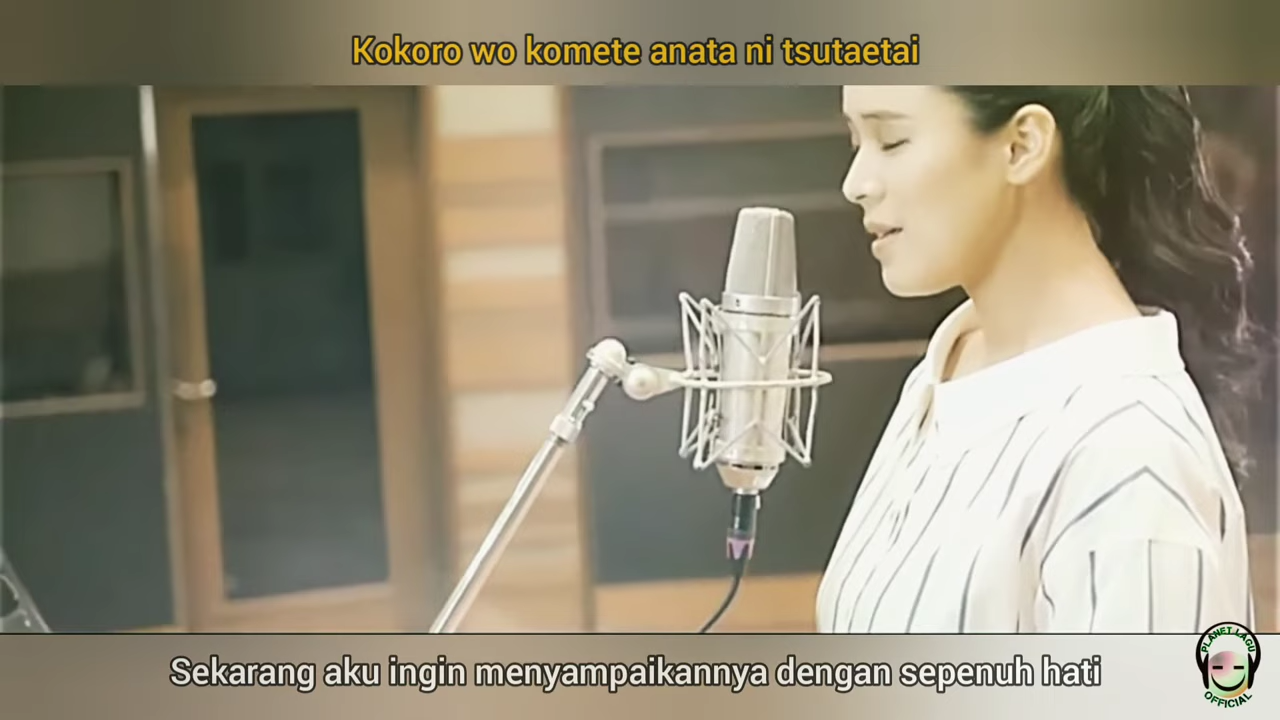 Kokoro wo komete anata ni tsutaetai
Sekarang aku ingin menyampaikannya dengan sepenuh hati
PLANET LAGU
OFFICIAL